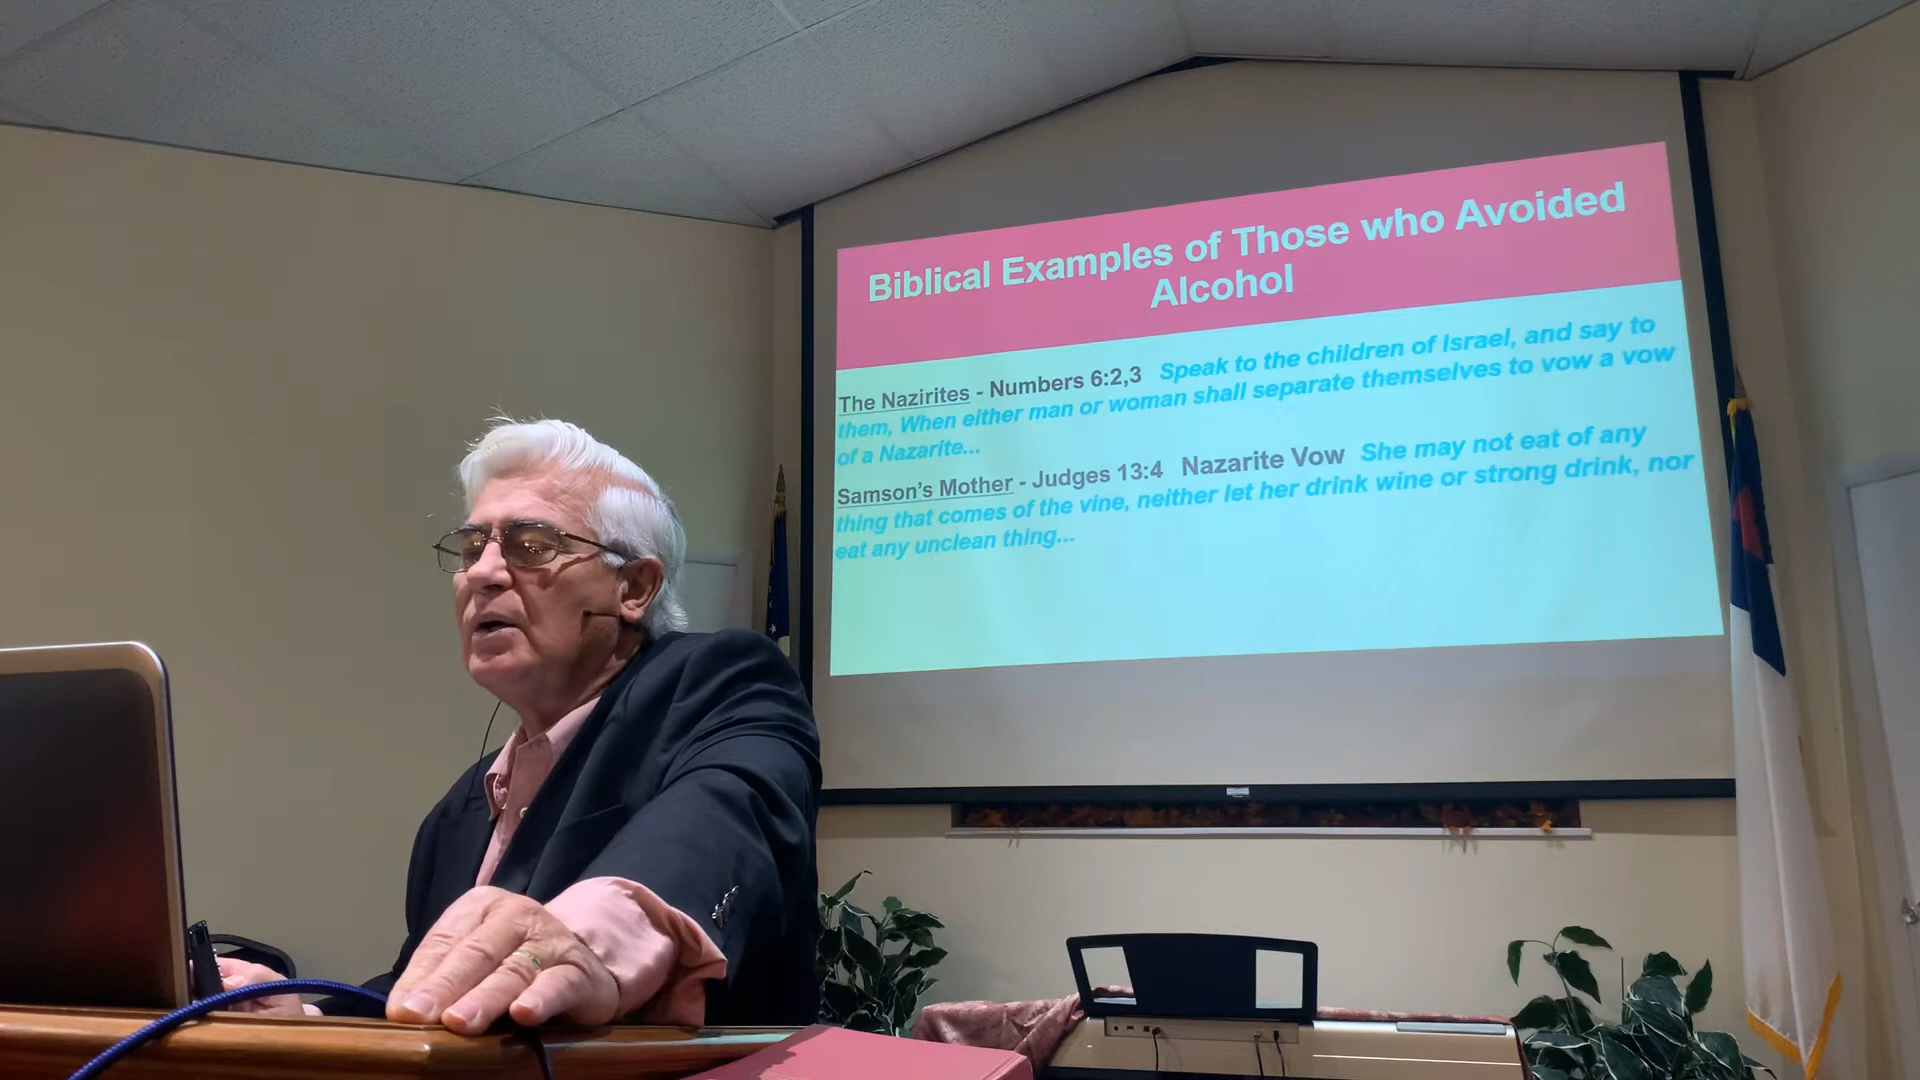 Biblical Examples of Those who Avoided
Alcohol
The Nazirites - Numbers 6:2,3 Speak to the children of Israel, and say to
them, When either man or woman shall separate themselves to vow a vow
of a Nazarite...
Samson's Mother - Judges 13:4 Nazarite Vow She may not eat of any
thing that comes of the vine, neither let her drink wine or strong drink, nor
eat any unclean thing...